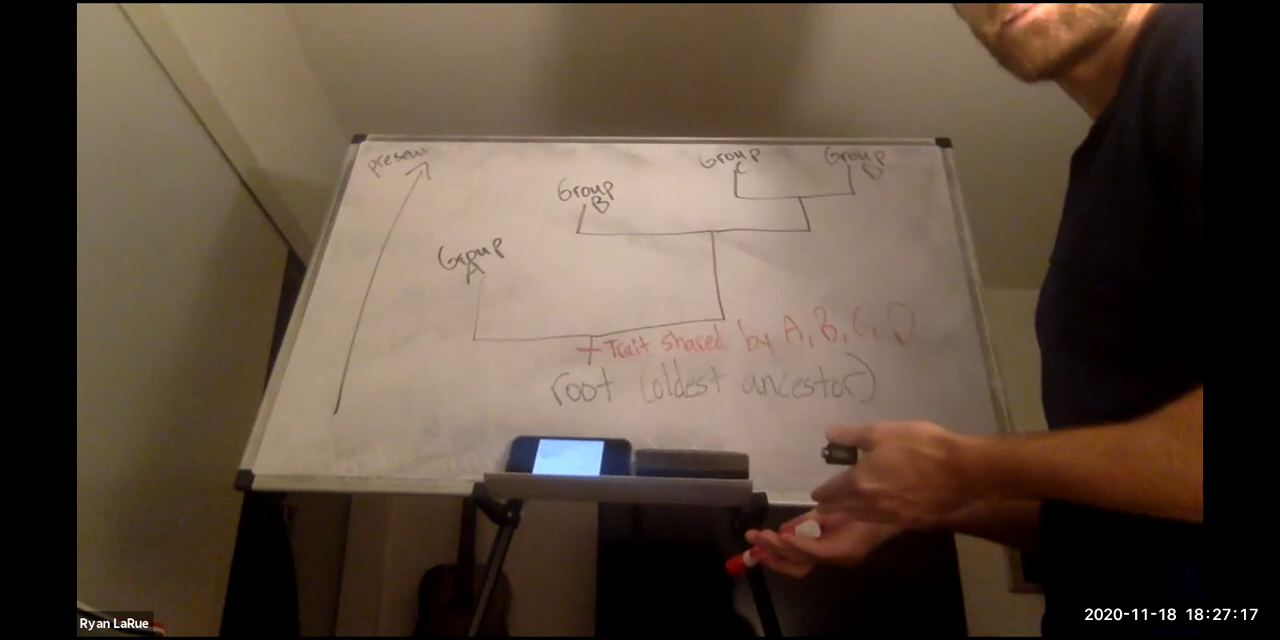 present
Group
C
Group
D
Group
B
Group
A
Trait shared by A, B, C, D
root (oldest ancestor)
Ryan LaRue
2020-11-18 18:27:17